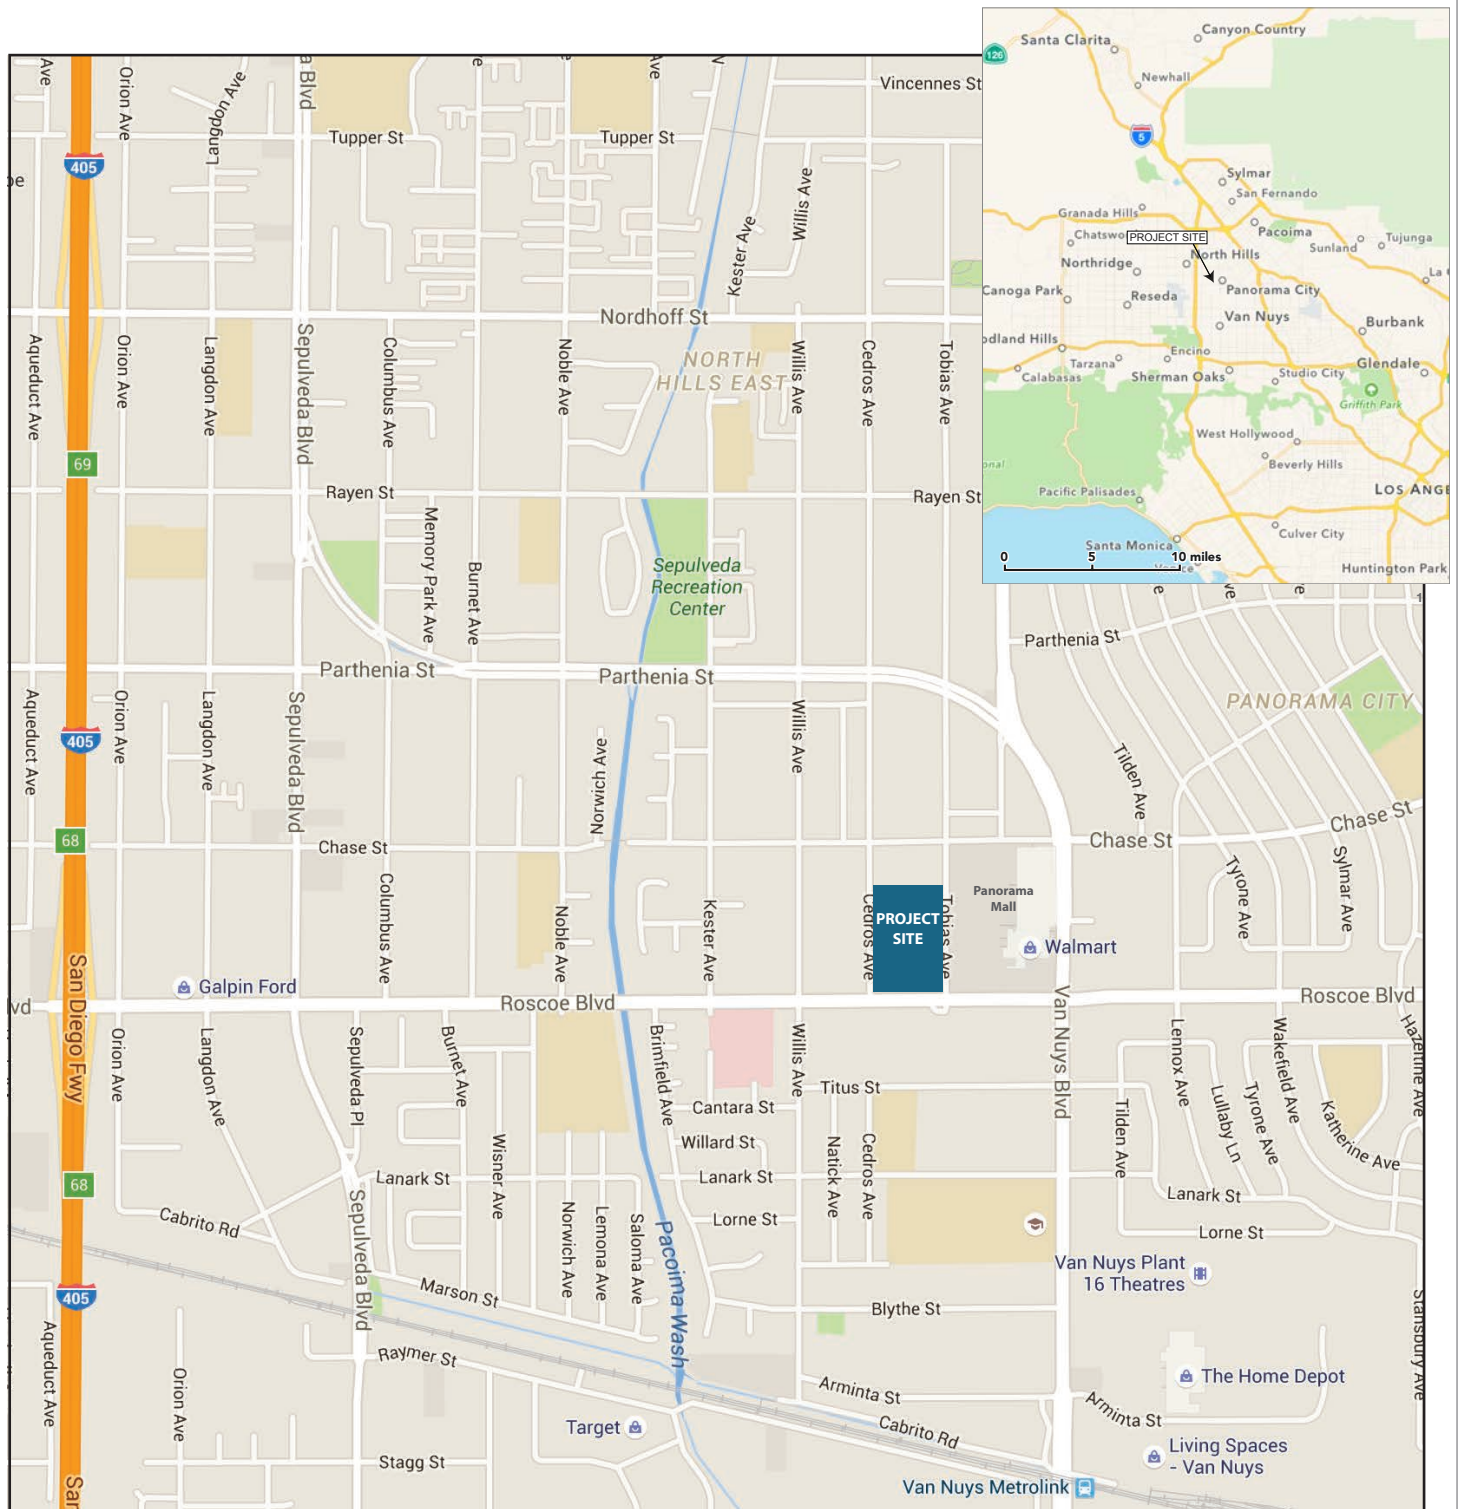 Santa Clarita
Canyon Country
126
Newhall
5
Sylmar
San Fernando
Granada Hills
Pacoima
Chatswo
PROJECT SITE
Sunland
Tujunga
North Hills
Northridge
La
Canoga Park
Reseda
Panorama City
Van Nuys
Burbank
odland Hills
Encino
Tarzana
Glendale
Calabasas
Sherman Oaks
Studio City
Griffith Park
West Hollywood
onal
Beverly Hills
Pacific Palisades
LOS ANGE
Culver City
Santa Monica
0 5 10 miles
Venice
Huntington Park
Ave
Orion Ave
Langdon Ave
a Blvd
e
e
Ave
N
Vincennes St
Tupper St
Tupper St
405
oe
Willis Ave
Kester Ave
Nordhoff St
Aqueduct Ave
Orion Ave
Langdon Ave
Sepulveda Blvd
Columbus Ave
Noble Ave
NORTH
HILLS EAST
Willis Ave
Cedros Ave
Tobias Ave
69
Rayen St
Rayen St
Memory Park Ave
Burnet Ave
Sepulveda
Recreation
Center
e
ve
e
1
Parthenia St
Parthenia St
Parthenia St
Aqueduct Ave
Orion Ave
Langdon Ave
Sepulveda Blvd
Norwich Ave
Willis Ave
PANORAMA CITY
405
Tilden Ave
68
Chase St
Chase St
Chase St
Columbus Ave
Noble Ave
Kester Ave
Cedros Ave
PROJECT
SITE
Tobias Ave
Panorama
Mall
Walmart
Tyrone Ave
Sylmar Ave
Galpin Ford
San Diego Fwy
lvd
Roscoe Blvd
Roscoe Blvd
Van Nuys Blvd
Orion Ave
Langdon Ave
Sepulveda Pl
Burnet Ave
Brimfield Ave
Willis Ave
Lennox Ave
Wakefield Ave
Hazeltine Ave
Titus St
Cantara St
Willard St
Lanark St
Lanark St
Lorne St
Wisner Ave
Natick Ave
Cedros Ave
Tilden Ave
Lullaby Ln
Tyrone Ave
Katherine Ave
Lanark St
Lorne St
68
Cabrito Rd
Sepulveda Blvd
Norwich Ave
Lemona Ave
Saloma Ave
Pacoima Wash
Van Nuys Plant
16 Theatres
405
Marson St
Blythe St
Stansbury Ave
Aqueduct Ave
Orion Ave
Raymer St
The Home Depot
Arminta St
Arminta St
Target
Cabrito Rd
Living Spaces
- Van Nuys
Stagg St
Van Nuys Metrolink
San